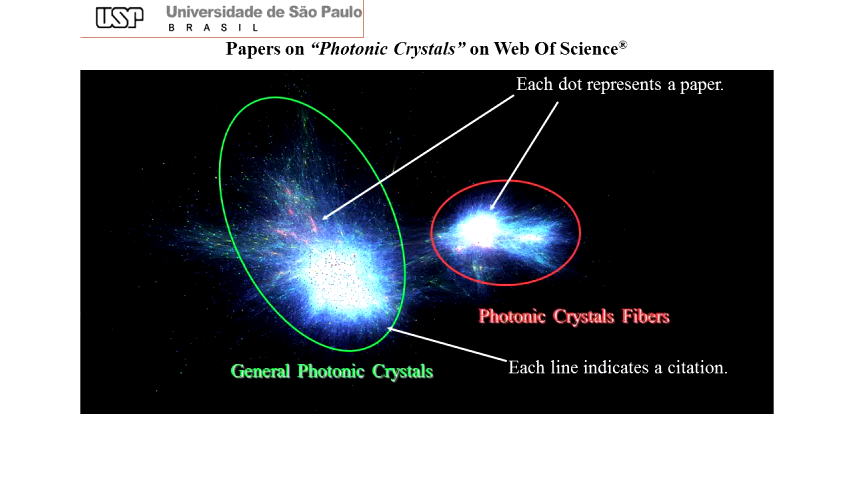 USP Universidade de São Paulo
BRASIL
Papers on “Photonic Crystals” on Web Of Science®
Each dot represents a paper.
Photonic Crystals Fibers
Each line indicates a citation.
General Photonic Crystals